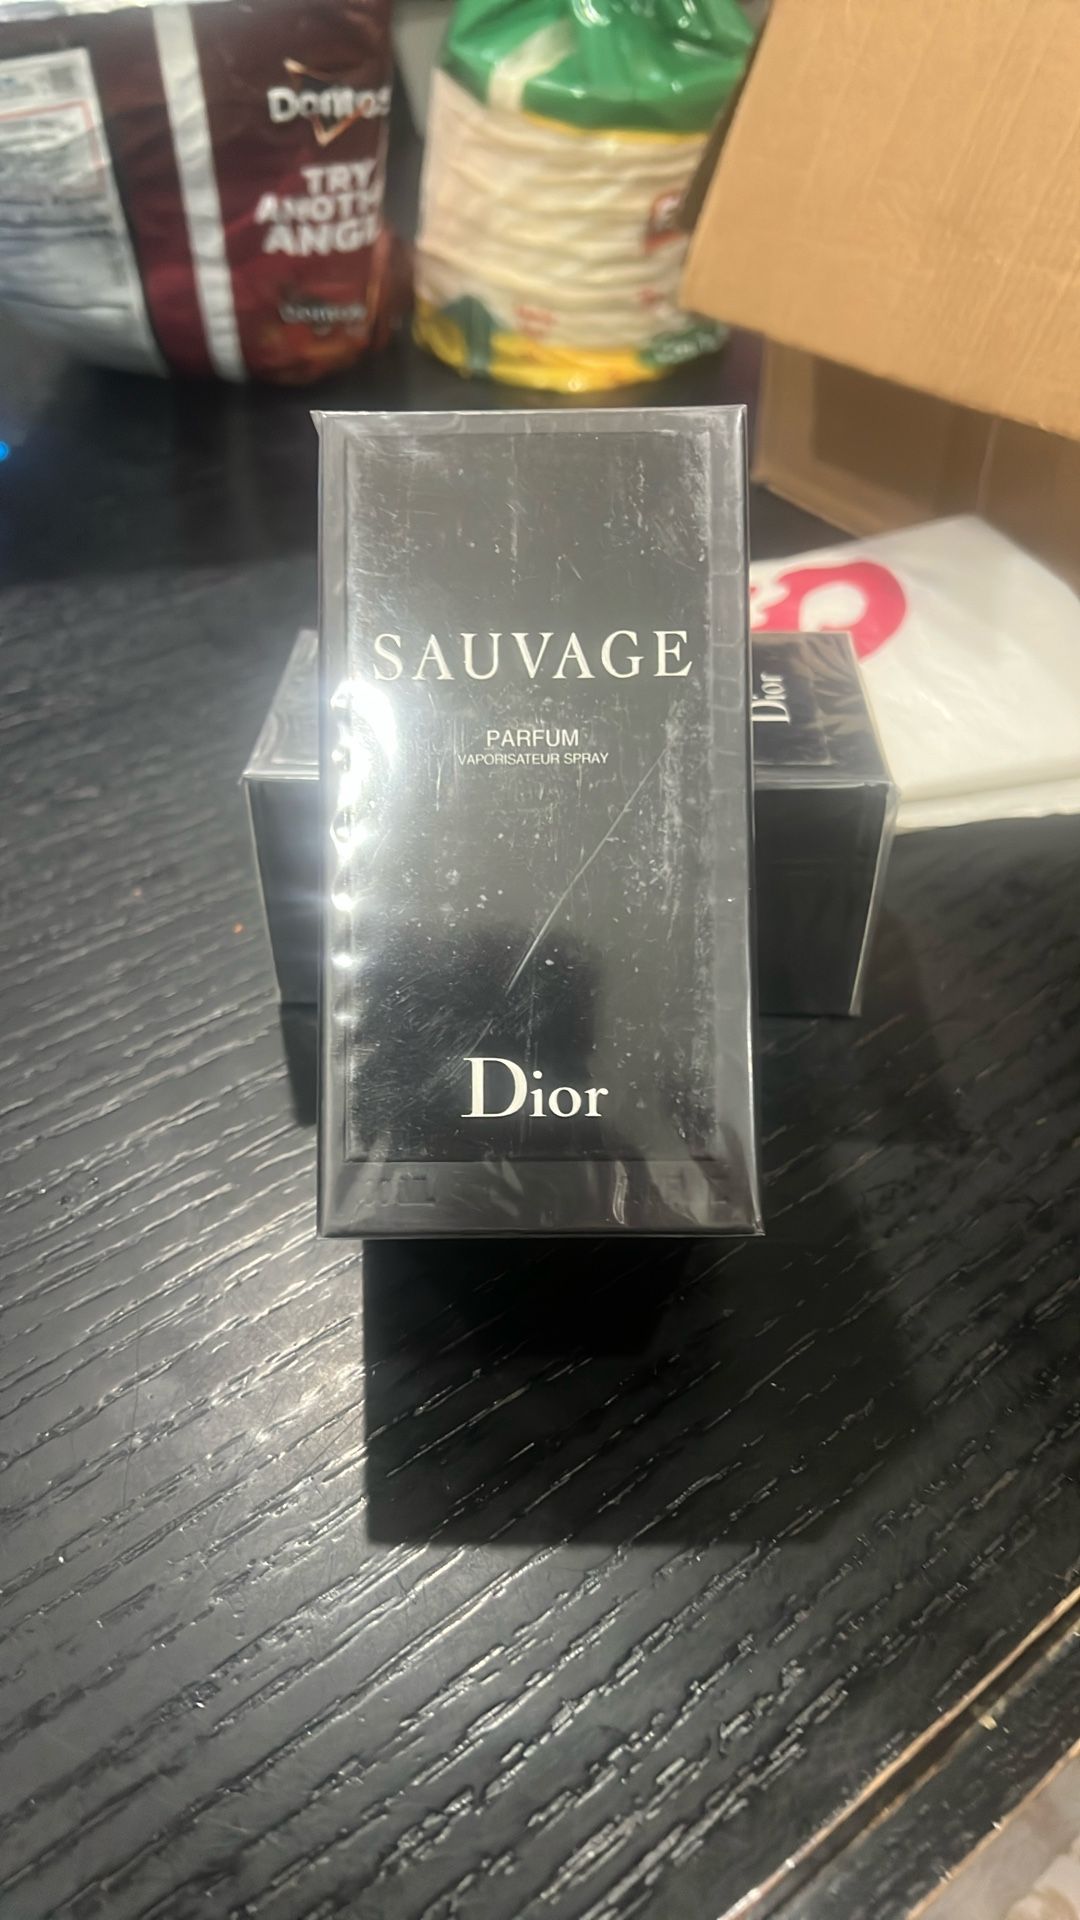 Doritos
TRY
ANOTHER
ANGLE
SAUVAGE
PARFUM
VAPORISATEUR SPRAY
Dior
Dior